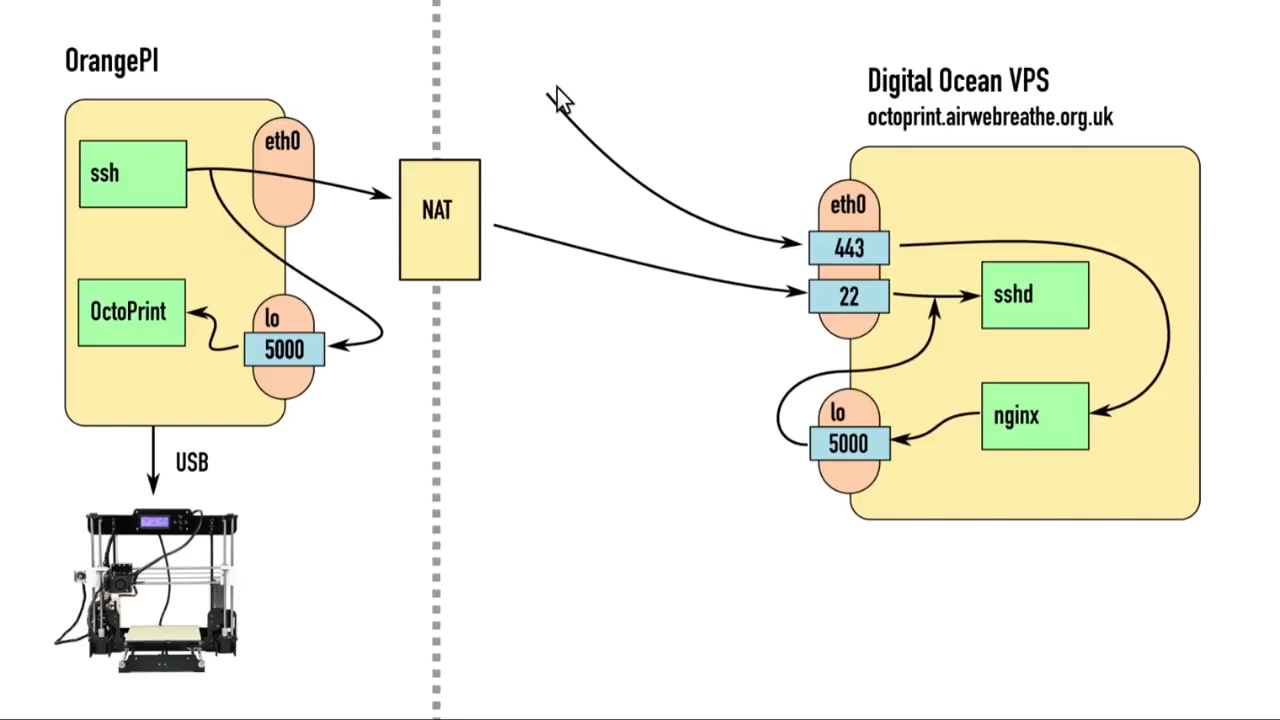 OrangePI
eth0
ssh
NAT
OctoPrint
lo
5000
USB
Digital Ocean VPS
octoprint.airwebreathe.org.uk
eth0
443
22
sshd
lo
5000
nginx